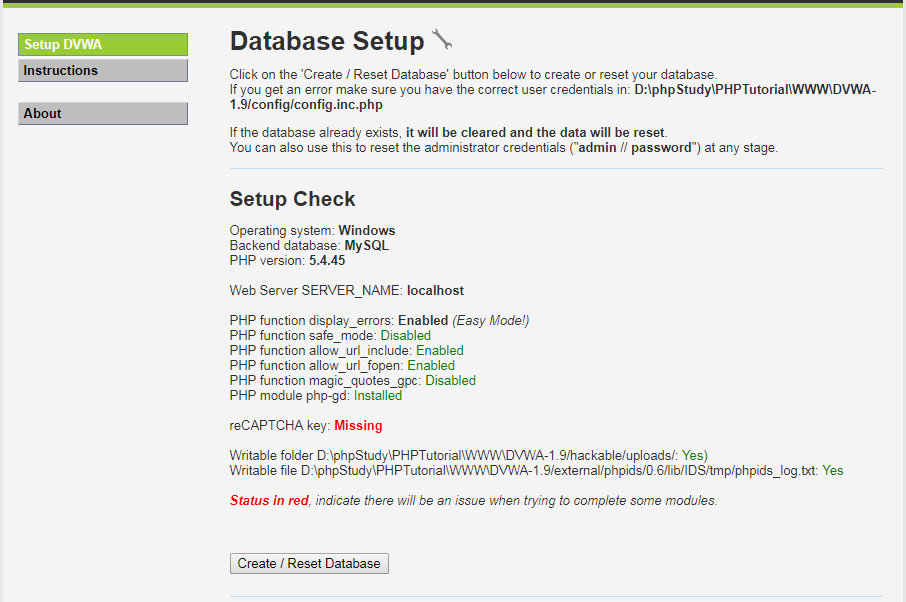 Setup DVWA
Instructions
About
Database Setup
Click on the 'Create / Reset Database' button below to create or reset your database.
If you get an error make sure you have the correct user credentials in: D:\phpStudy\PHPTutorial\WWW\DVWA-
1.9/config/config.inc.php
If the database already exists, it will be cleared and the data will be reset.
You can also use this to reset the administrator credentials ("admin // password") at any stage.
Setup Check
Operating system: Windows
Backend database: MySQL
PHP version: 5.4.45
Web Server SERVER_NAME: localhost
PHP function display_errors: Enabled (Easy Mode!)
PHP function safe_mode: Disabled
PHP function allow_url_include: Enabled
PHP function allow_url_fopen: Enabled
PHP function magic_quotes_gpc: Disabled
PHP module php-gd: Installed
reCAPTCHA key: Missing
Writable folder D:\phpStudy\PHPTutorial\WWW\DVWA-1.9/hackable/uploads/: Yes)
Writable file D:\phpStudy\PHPTutorial\WWW\DVWA-1.9/external/phpids/0.6/lib/IDS/tmp/phpids_log.txt: Yes
Status in red, indicate there will be an issue when trying to complete some modules.
Create / Reset Database